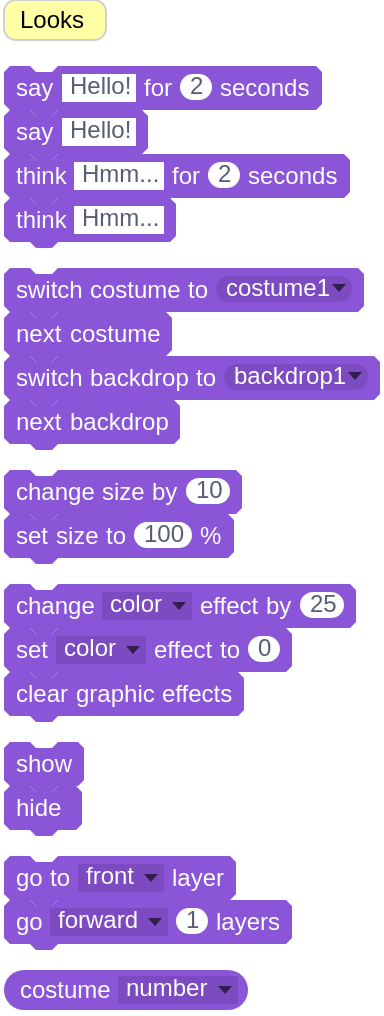 Looks
say Hello! for 2 seconds
say Hello!
think Hmm... for 2 seconds
think Hmm...
switch costume to costume1
next costume
switch backdrop to backdrop1
next backdrop
change size by 10
set size to 100 %
change color effect by 25
set color effect to 0
clear graphic effects
show
hide
go to front layer
go forward 1 layers
costume number